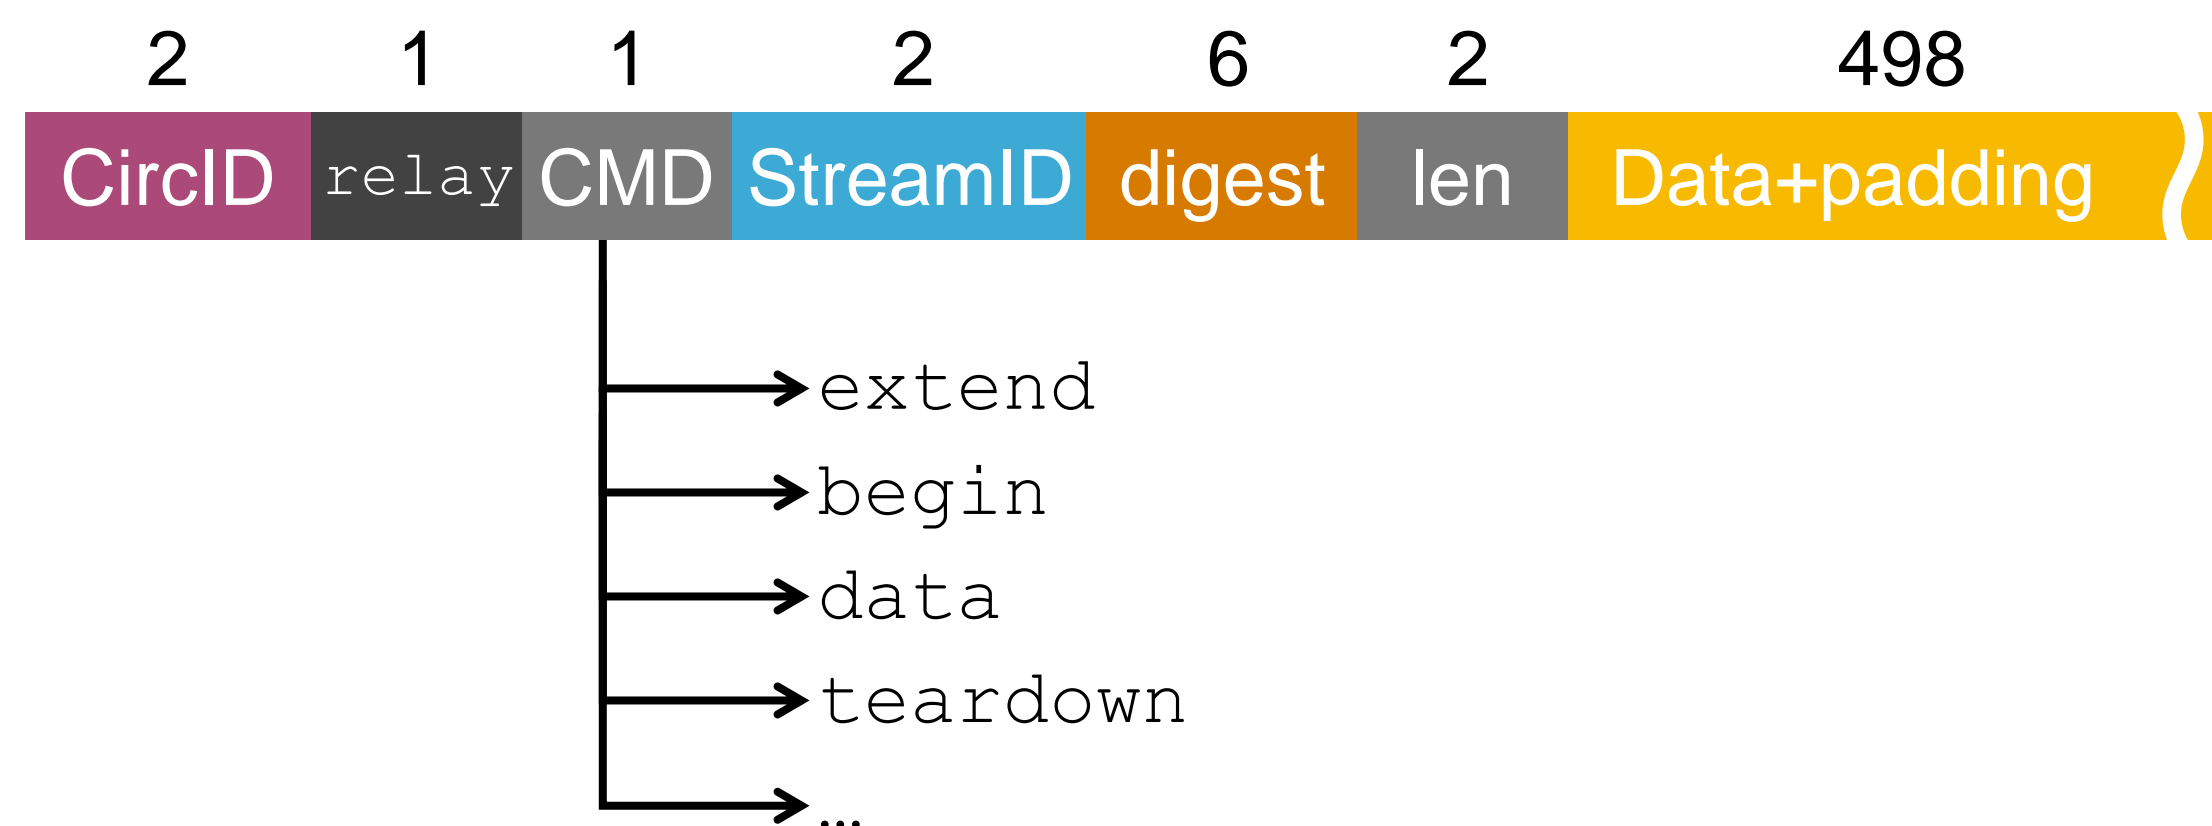 2 1 1 2 6 2 498
CircID relay CMD StreamID digest len Data+padding
extend
begin
data
teardown
…